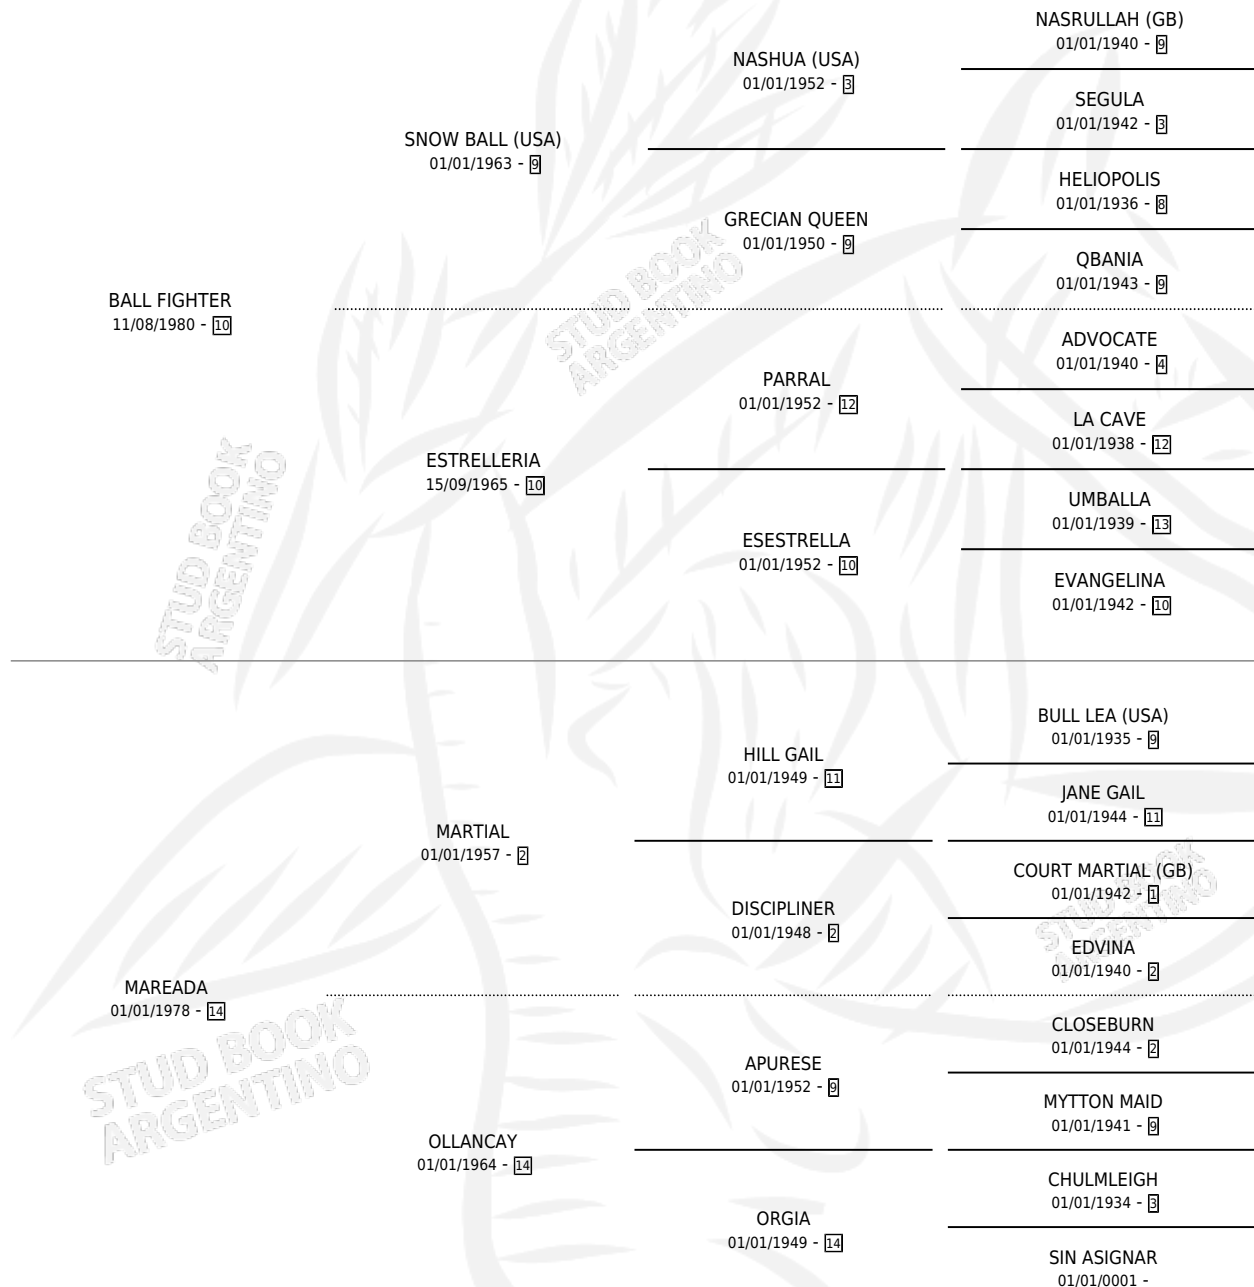 NASRULLAH (GB)
01/01/1940 - 9
NASHUA (USA)
01/01/1952 - 3
SEGULA
01/01/1942 - 3
SNOW BALL (USA)
01/01/1963 - 9
HELIOPOLIS
01/01/1936 - 8
GRECIAN QUEEN
01/01/1950 - 9
QBANIA
01/01/1943 - 9
BALL FIGHTER
11/08/1980 - 10
ADVOCATE
01/01/1940 - 4
PARRAL
01/01/1952 - 12
LA CAVE
01/01/1938 - 12
ESTRELLERIA
15/09/1965 - 10
UMBALLA
01/01/1939 - 13
ESESTRELLA
01/01/1952 - 10
EVANGELINA
01/01/1942 - 10
STUD BOOK
ARGENTINO
STUD BOOK
ARGENTINO
BULL LEA (USA)
01/01/1935 - 9
HILL GAIL
01/01/1949 - 11
JANE GAIL
01/01/1944 - 11
MARTIAL
01/01/1957 - 2
COURT MARTIAL (GB)
01/01/1942 - 1
DISCIPLINER
01/01/1948 - 2
EDVINA
01/01/1940 - 2
MAREADA
01/01/1978 - 14
CLOSEBURN
01/01/1944 - 2
APURESE
01/01/1952 - 9
MYTTON MAID
01/01/1941 - 9
OLLANCAY
01/01/1964 - 14
CHULMLEIGH
01/01/1934 - 3
ORGIA
01/01/1949 - 14
SIN ASIGNAR
01/01/0001 -
STUD BOOK
ARGENTINO
STUD BOOK
ARGENTINO